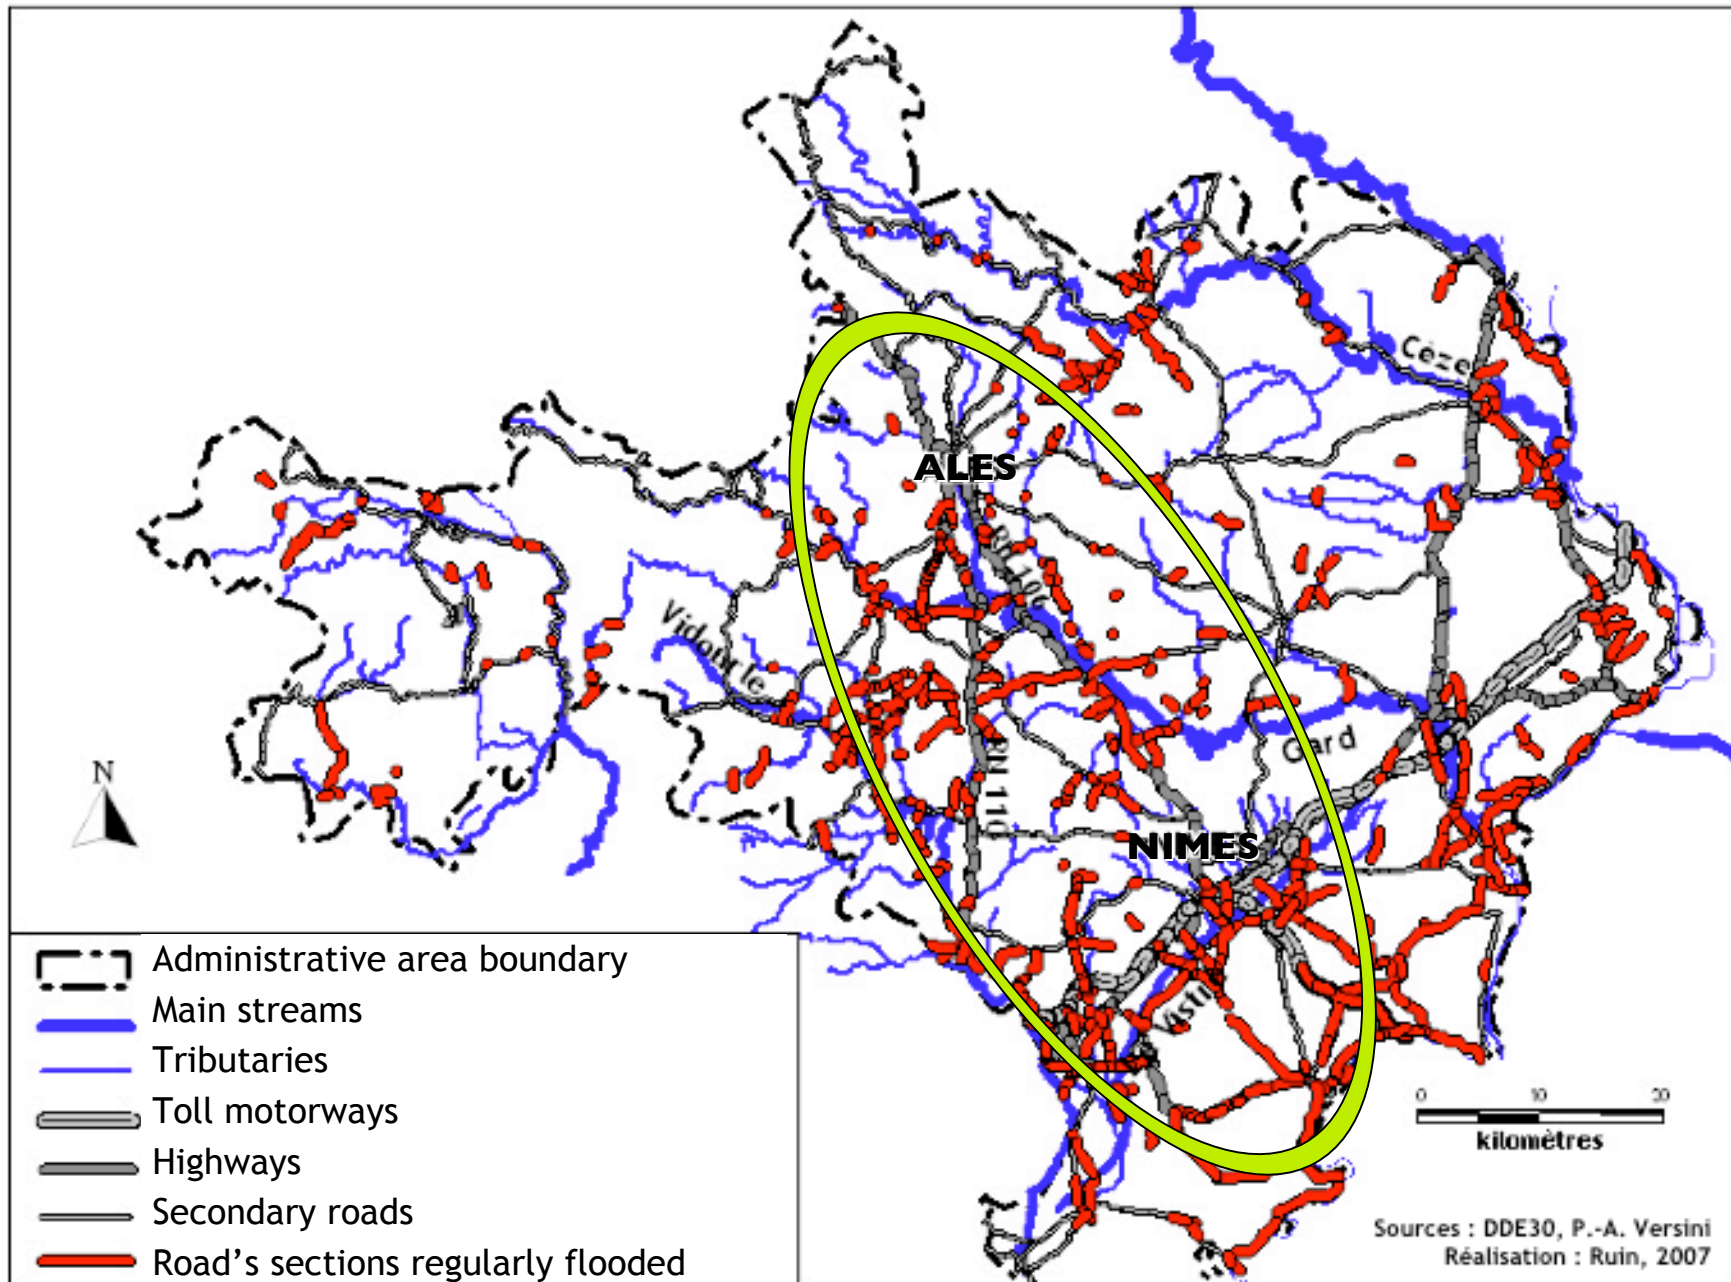 Cèze
ALES
RN 106
Vidourle
Gard
RN 110
N
NIMES
Administrative area boundary
Main streams
Tributaries
Toll motorways
Highways
Secondary roads
Road's sections regularly flooded
0 10 20
kilomètres
Sources : DDE30, P.-A. Versini
Réalisation : Ruin, 2007